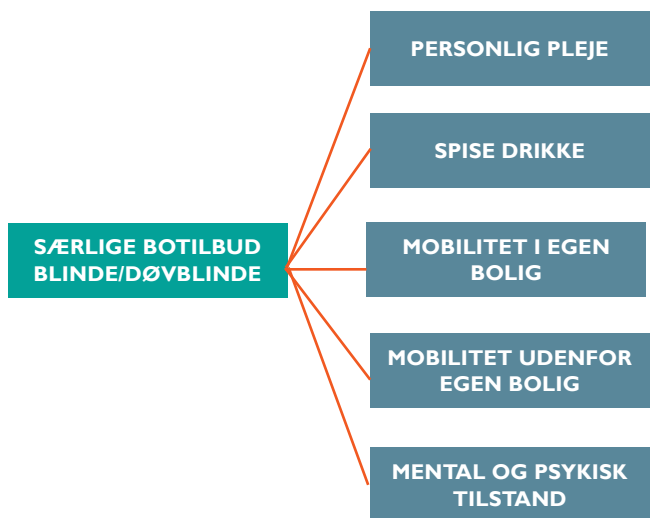 PERSONLIG PLEJE
SPISE DRIKKE
SÆRLIGE BOTILBUD
BLINDE/DØVBLINDE
MOBILITET I EGEN
BOLIG
MOBILITET UDENFOR
EGEN BOLIG
MENTAL OG PSYKISK
TILSTAND